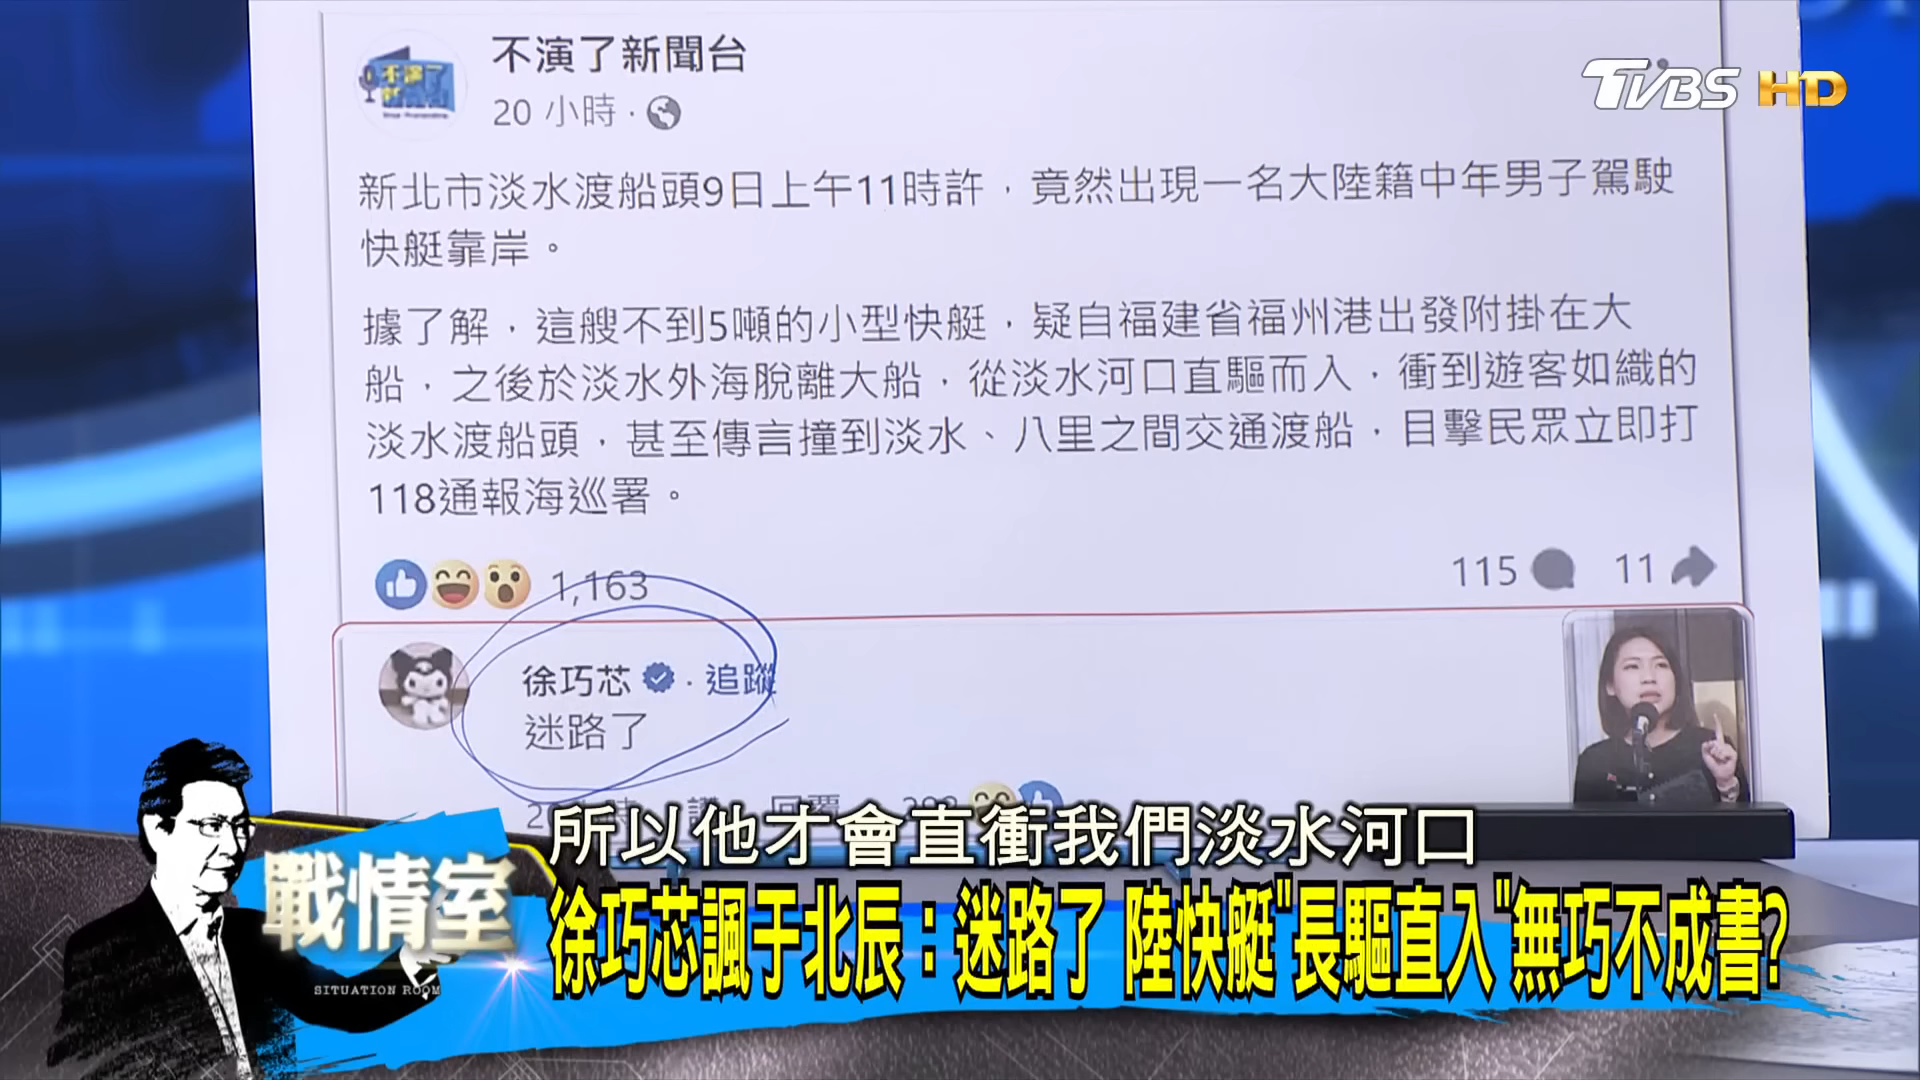 不演了新聞台
20 小時 ·
TVBS HD
新北市淡水渡船頭9日上午11時許，竟然出現一名大陸籍中年男子駕駛
快艇靠岸。
據了解，這艘不到5噸的小型快艇，疑自福建省福州港出發附掛在大
船，之後於淡水外海脫離大船，從淡水河口直驅而入，衝到遊客如織的
淡水渡船頭，甚至傳言撞到淡水、八里之間交通渡船，目擊民眾立即打
118通報海巡署。
1,163
115
11
徐巧芯 · 追蹤
迷路了
所以他才會直衝我們淡水河口
戰情室
SITUATION ROOM
徐巧芯諷于北辰：迷路了 陸快艇"長驅直入"無巧不成書?